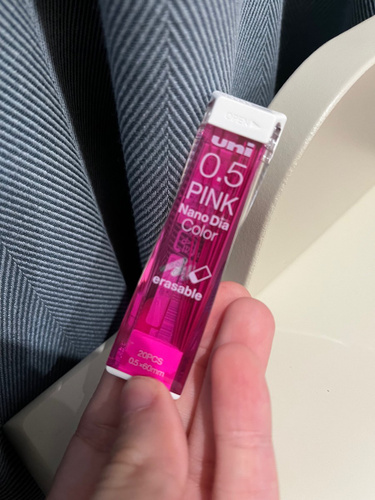 uni
0.5
PINK
Nano Dia
Color
erasable
20PCS
0.5×60mm